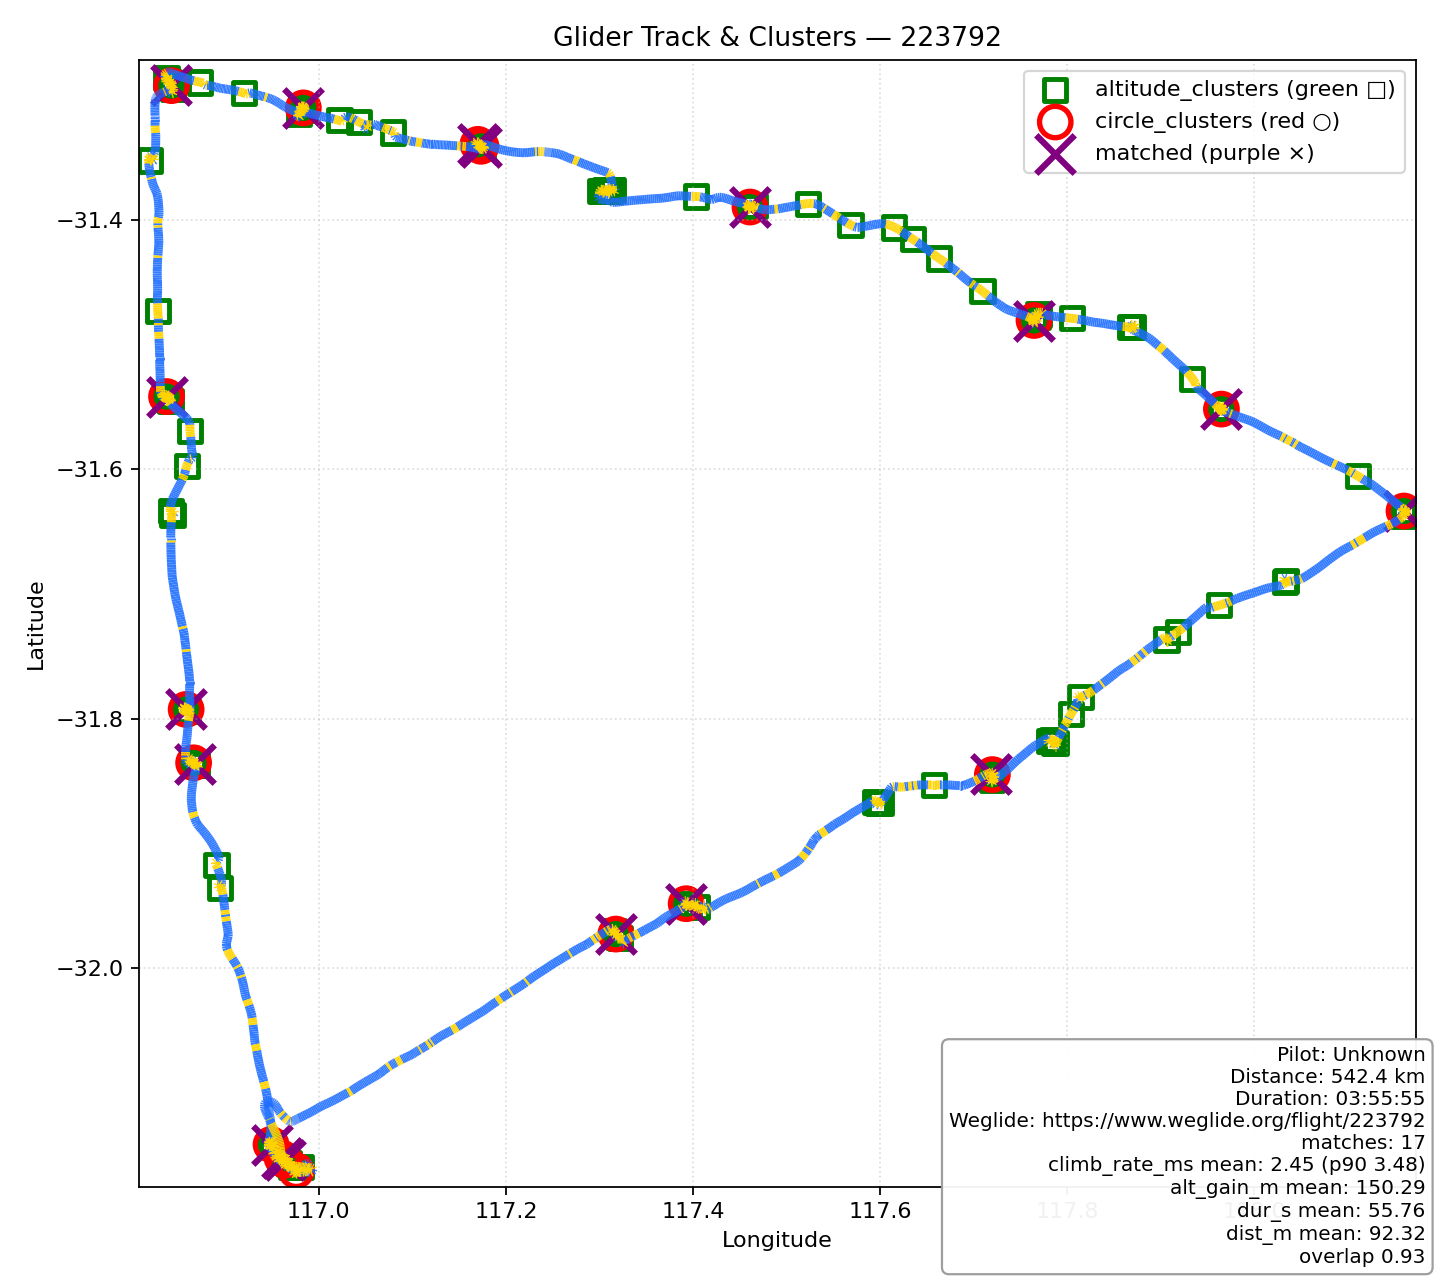 Glider Track & Clusters — 223792
altitude_clusters (green □)
circle_clusters (red ○)
matched (purple ×)
Latitude
−31.4
−31.6
−31.8
−32.0
117.0
117.2
117.4
117.6
117.8
Longitude
Pilot: Unknown
Distance: 542.4 km
Duration: 03:55:55
Weglide: https://www.weglide.org/flight/223792
matches: 17
climb_rate_ms mean: 2.45 (p90 3.48)
alt_gain_m mean: 150.29
dur_s mean: 55.76
dist_m mean: 92.32
overlap 0.93